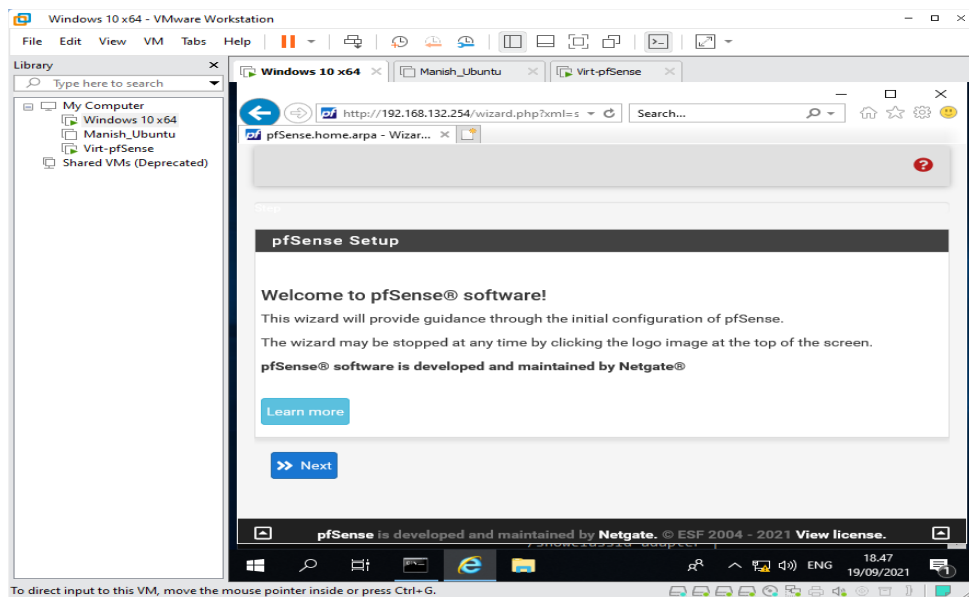 Windows 10 x64 - VMware Workstation
File Edit View VM Tabs Help
Library
Type here to search
My Computer
Windows 10 x64
Manish_Ubuntu
Virt-pfSense
Shared VMs (Deprecated)
Windows 10 x64
Manish_Ubuntu
Virt-pfSense
http://192.168.132.254/wizard.php?xml=s
Search...
pfSense.home.arpa - Wizar...
pfSense Setup
Welcome to pfSense® software!
This wizard will provide guidance through the initial configuration of pfSense.
The wizard may be stopped at any time by clicking the logo image at the top of the screen.
pfSense® software is developed and maintained by Netgate®
Learn more
Next
pfSense is developed and maintained by Netgate. © ESF 2004 - 2021 View license.
ENG
18.47
19/09/2021
1
To direct input to this VM, move the mouse pointer inside or press Ctrl+G.